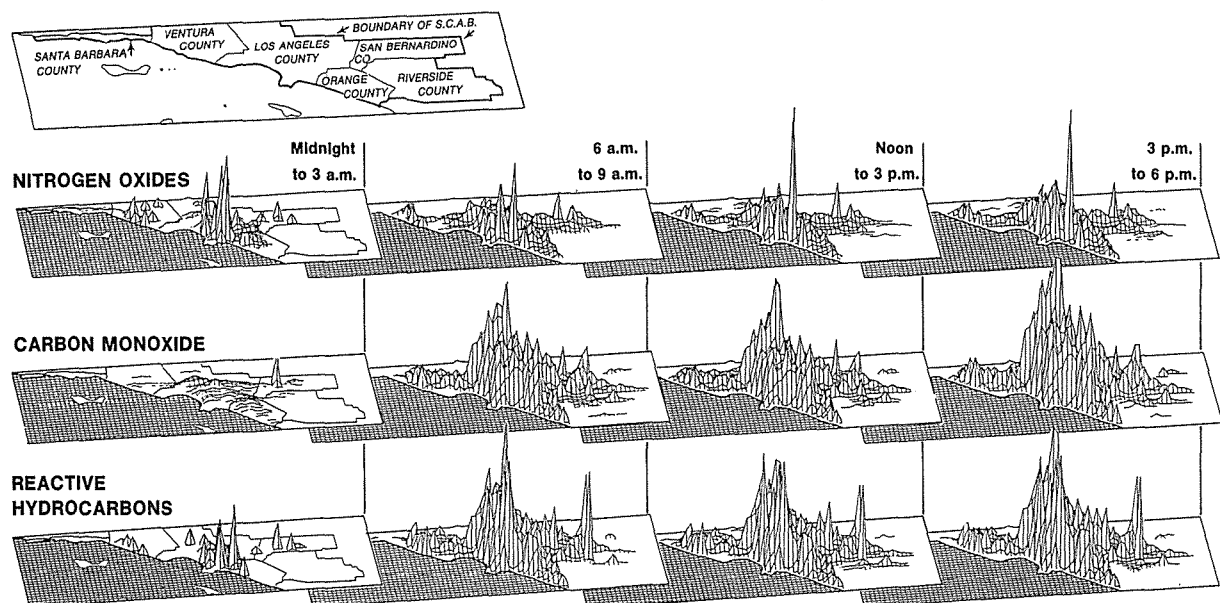 VENTURA
COUNTY
BOUNDARY OF S.C.A.B.
SANTA BARBARA
COUNTY
LOS ANGELES
COUNTY
SAN BERNARDINO
CO.
ORANGE
COUNTY
RIVERSIDE
COUNTY
Midnight
to 3 a.m.
6 a.m.
to 9 a.m.
Noon
to 3 p.m.
3 p.m.
to 6 p.m.
NITROGEN OXIDES
CARBON MONOXIDE
REACTIVE
HYDROCARBONS